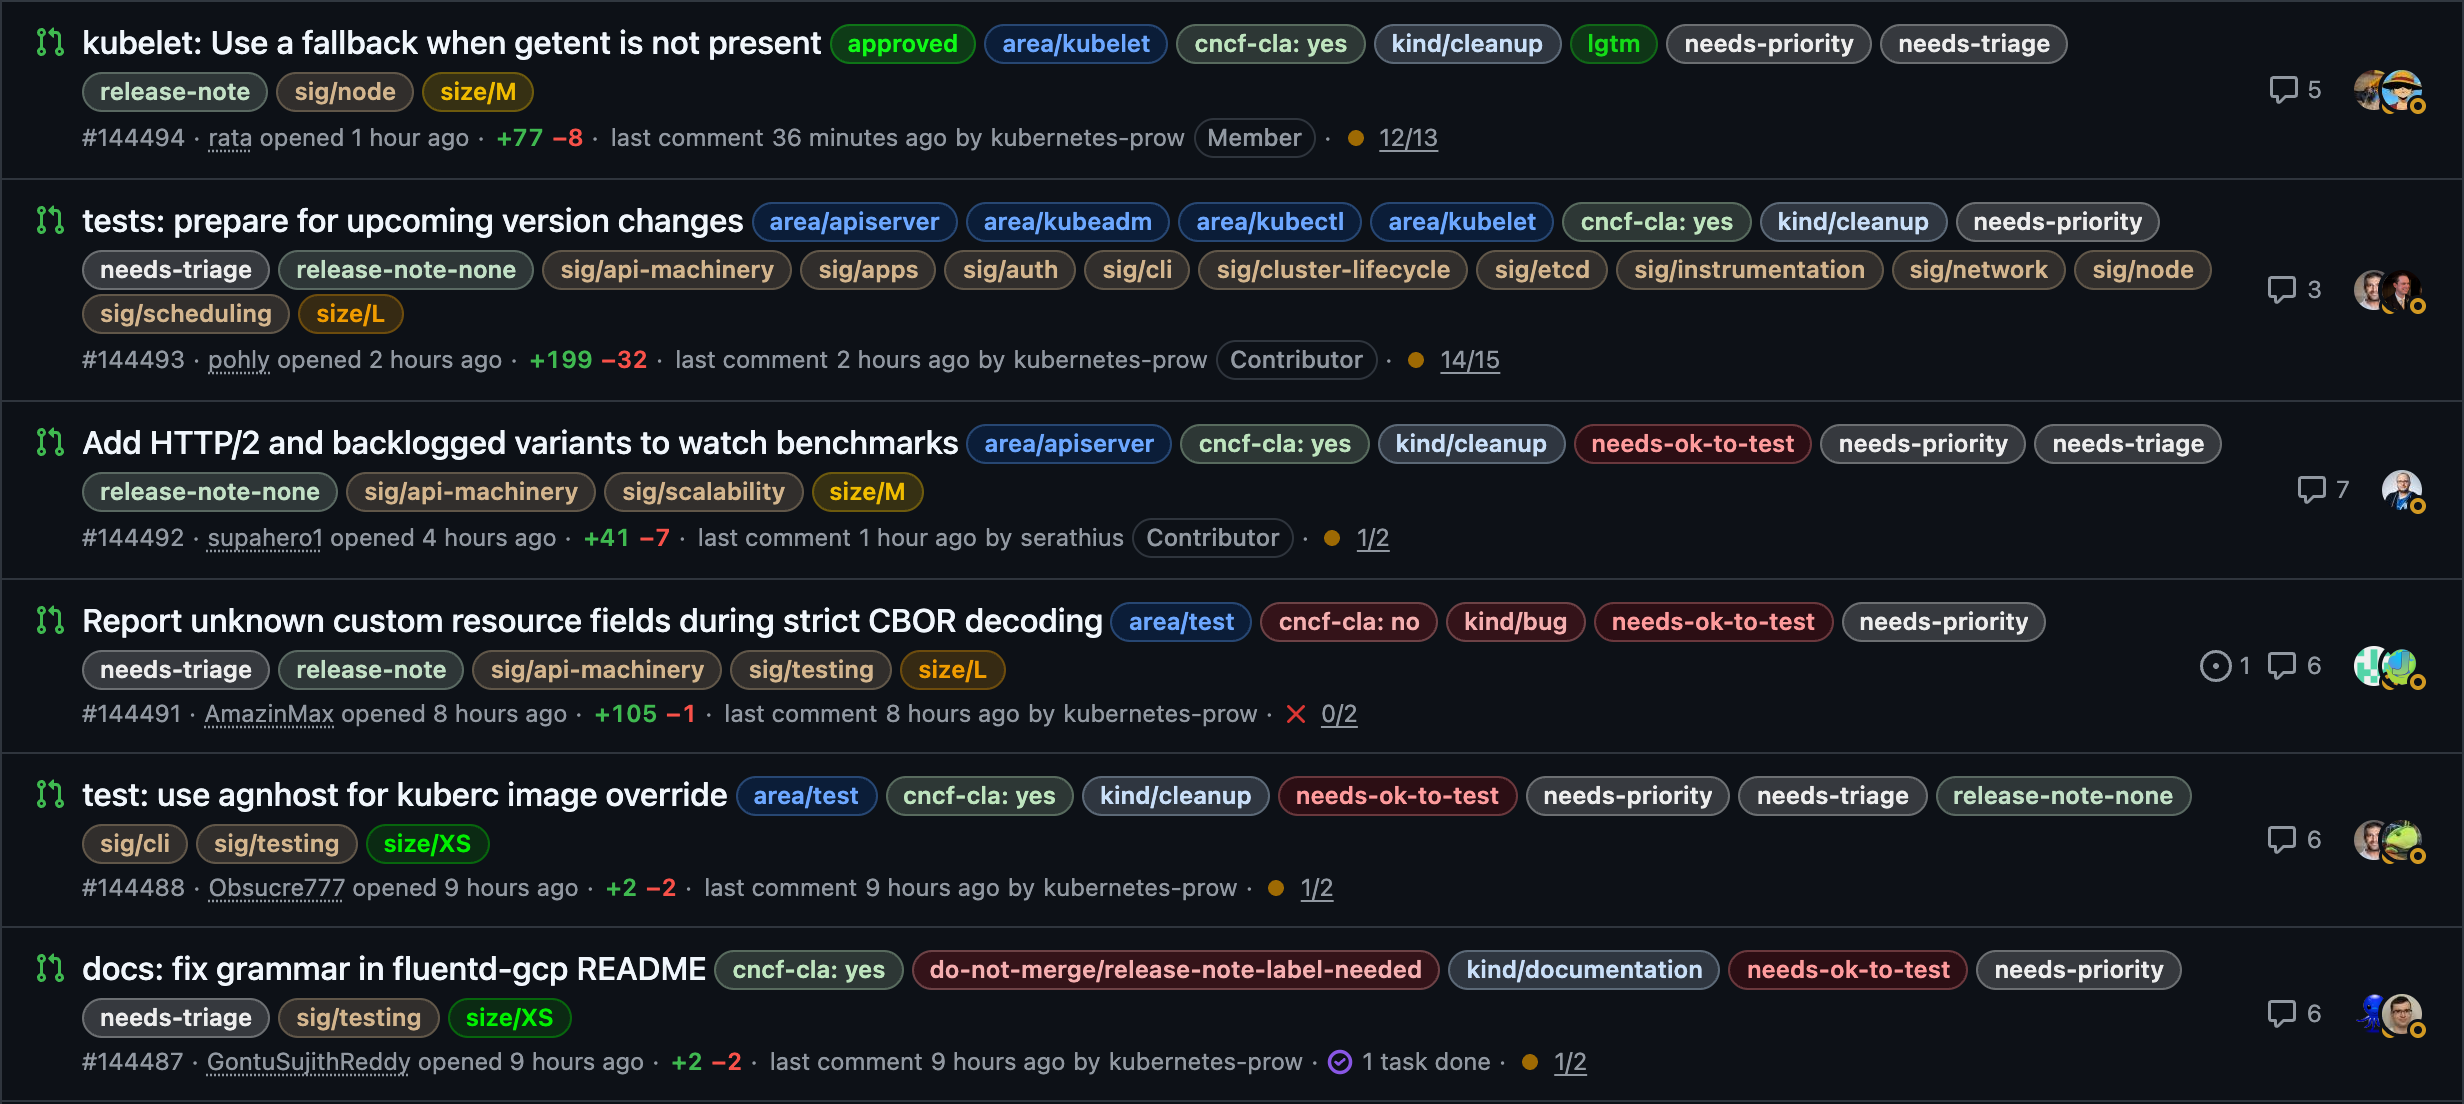 kubelet: Use a fallback when getent is not present approved area/kubelet cncf-cla: yes kind/cleanup lgtm needs-priority needs-triage
release-note sig/node size/M
5
#144494 · rata opened 1 hour ago · +77 −8 · last comment 36 minutes ago by kubernetes-prow Member · 12/13
tests: prepare for upcoming version changes area/apiserver area/kubeadm area/kubectl area/kubelet cncf-cla: yes kind/cleanup needs-priority
needs-triage release-note-none sig/api-machinery sig/apps sig/auth sig/cli sig/cluster-lifecycle sig/etcd sig/instrumentation sig/network sig/node
3
sig/scheduling size/L
#144493 · pohly opened 2 hours ago · +199 −32 · last comment 2 hours ago by kubernetes-prow Contributor · 14/15
Add HTTP/2 and backlogged variants to watch benchmarks area/apiserver cncf-cla: yes kind/cleanup needs-ok-to-test needs-priority needs-triage
release-note-none sig/api-machinery sig/scalability size/M
7
#144492 · supahero1 opened 4 hours ago · +41 −7 · last comment 1 hour ago by serathius Contributor · 1/2
Report unknown custom resource fields during strict CBOR decoding area/test cncf-cla: no kind/bug needs-ok-to-test needs-priority
needs-triage release-note sig/api-machinery sig/testing size/L
1 6
#144491 · AmazinMax opened 8 hours ago · +105 −1 · last comment 8 hours ago by kubernetes-prow · 0/2
test: use agnhost for kuberc image override area/test cncf-cla: yes kind/cleanup needs-ok-to-test needs-priority needs-triage release-note-none
sig/cli sig/testing size/XS
6
#144488 · Obsucre777 opened 9 hours ago · +2 −2 · last comment 9 hours ago by kubernetes-prow · 1/2
docs: fix grammar in fluentd-gcp README cncf-cla: yes do-not-merge/release-note-label-needed kind/documentation needs-ok-to-test needs-priority
needs-triage sig/testing size/XS
6
#144487 · GontuSujithReddy opened 9 hours ago · +2 −2 · last comment 9 hours ago by kubernetes-prow · 1 task done · 1/2